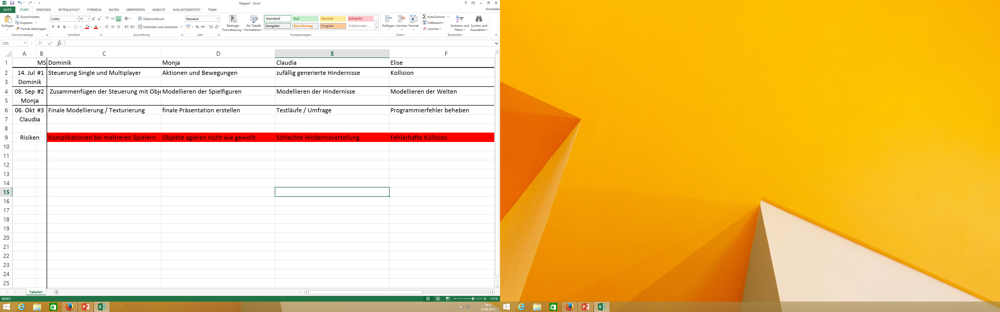 Mappe1 - Excel
Anmelden
DATEI START EINFÜGEN SEITENLAYOUT FORMELN DATEN ÜBERPRÜFEN ANSICHT AUSLASTUNGSTEST TEAM
Einfügen
Ausschneiden
Kopieren
Format übertragen
Zwischenablage
Calibri 11
F K U
Schriftart
Zeilenumbruch
Verbinden und zentrieren
Ausrichtung
Standard
% 000
Zahl
Bedingte Formatierung
Als Tabelle formatieren
Standard Gut Neutral Schlecht
Ausgabe Berechnung Eingabe Erklärender ...
Formatvorlagen
Einfügen Löschen Format
Zellen
AutoSumme
Füllbereich
Löschen
Sortieren und Filtern
Suchen und Auswählen
Bearbeiten
E15 fx
A B C D E F
1 MS Dominik Monja Claudia Elise
2 14. Jul #1 Steuerung Single und Multiplayer Aktionen und Bewegungen zufällig generierte Hindernisse Kollision
3 Dominik
4 08. Sep #2 Zusammenfügen der Steuerung mit Obje Modellieren der Spielfiguren Modellieren der Hindernisse Modellieren der Welten
5 Monja
6 06. Okt #3 Finale Modellierung / Texturierung finale Präsentation erstellen Testläufe / Umfrage Programmierfehler beheben
7 Claudia
8
9 Risiken Komplikationen bei mehreren Spielern Objekte agieren nicht wie gewollt Schlechte Hindernisverteilung Fehlerhafte Kollision
10
11
12
13
14
15
16
17
18
19
20
21
22
23
24
25
Tabelle1
BEREIT 175 %
10:37
23.06.2015